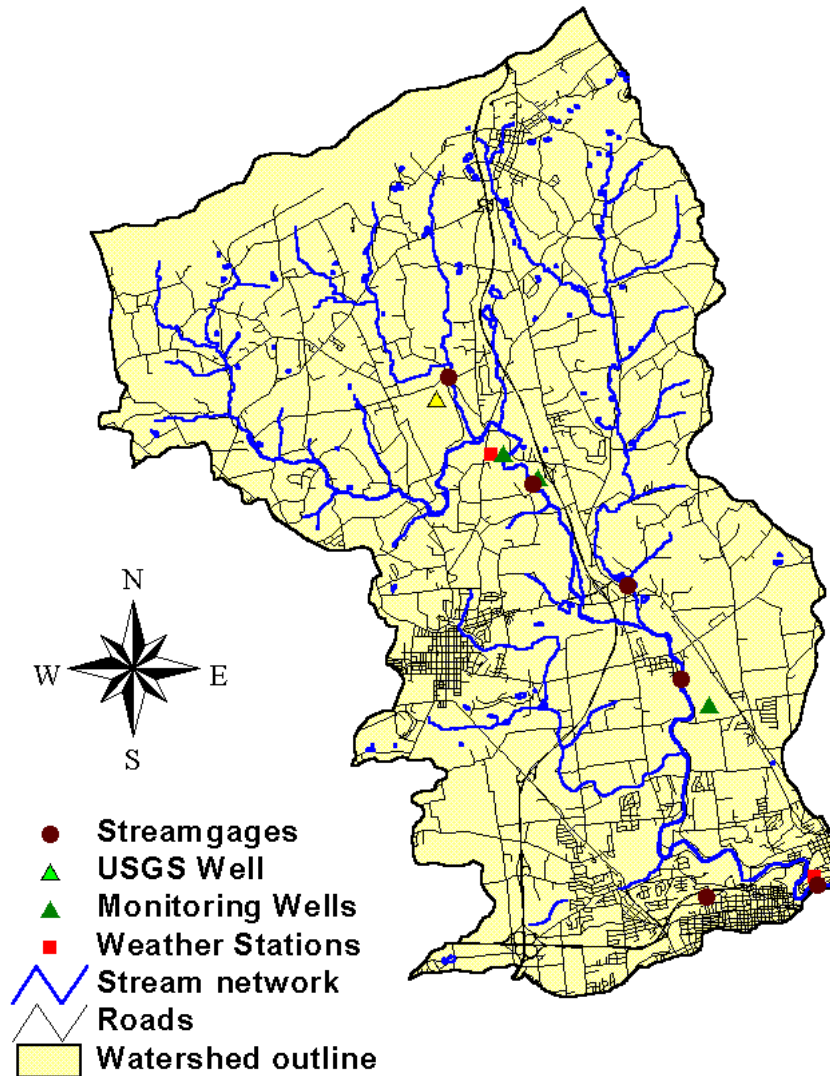 N
W E
S
Streamgages
USGS Well
Monitoring Wells
Weather Stations
Stream network
Roads
Watershed outline